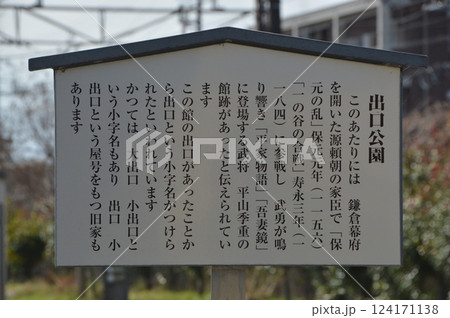 出口公園
このあたりには 鎌倉幕府
を開いた源頼朝の家臣で「保
元の乱」保元元年(一一五六)
「一の谷の合戦」寿永三年(一
一八四)に参戦し 武勇が鳴
り響き「平家物語」「吾妻鏡」
に登場する武将 平山季重の
館跡があったと伝えられてい
ます
この館の出口があったことか
ら出口という小字名がつけら
れたといわれています
かつては 大出口 小出口と
いう小字名もあり 出口 小
出口という屋号をもつ旧家も
あります
124171138